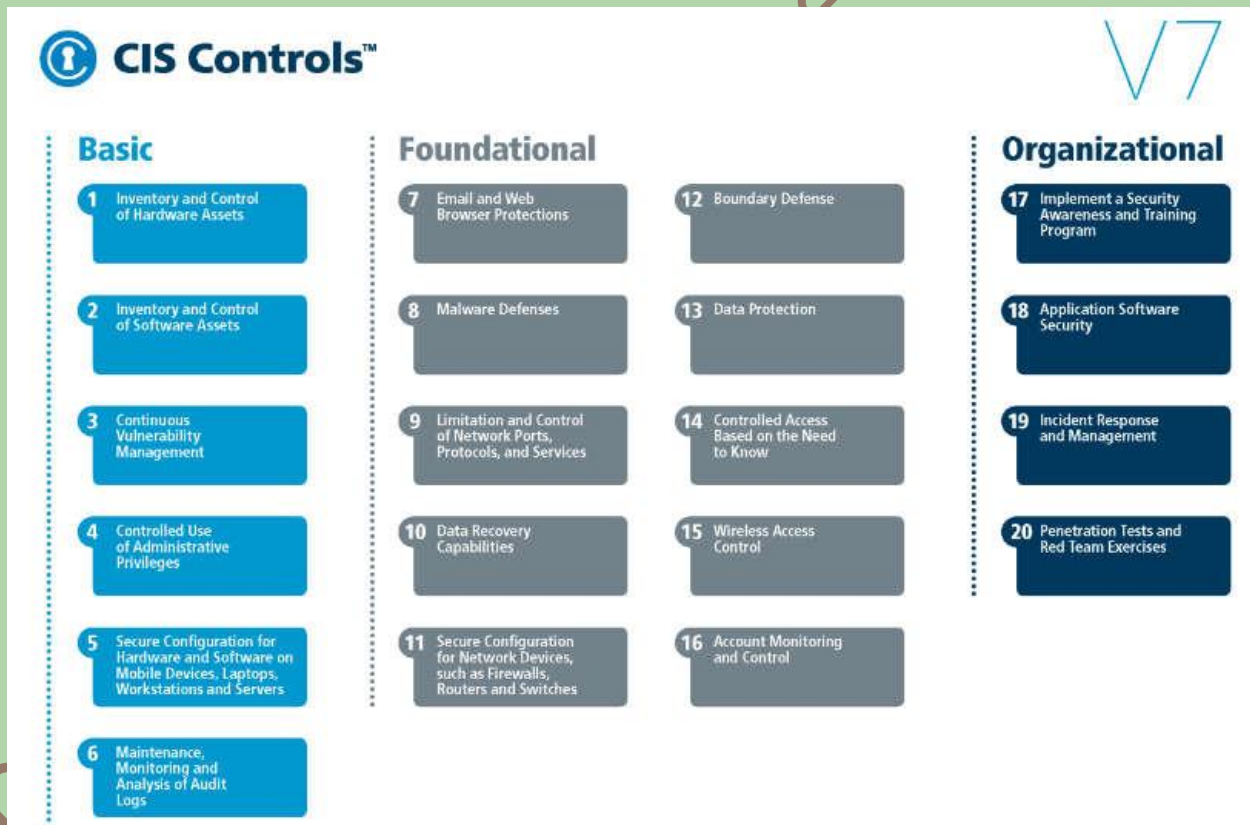 CIS Controls™
V7
Basic
1 Inventory and Control
of Hardware Assets
2 Inventory and Control
of Software Assets
3 Continuous
Vulnerability
Management
4 Controlled Use
of Administrative
Privileges
5 Secure Configuration for
Hardware and Software on
Mobile Devices, Laptops,
Workstations and Servers
6 Maintenance,
Monitoring and
Analysis of Audit
Logs
Foundational
7 Email and Web
Browser Protections
8 Malware Defenses
9 Limitation and Control
of Network Ports,
Protocols, and Services
10 Data Recovery
Capabilities
11 Secure Configuration
for Network Devices,
such as Firewalls,
Routers and Switches
12 Boundary Defense
13 Data Protection
14 Controlled Access
Based on the Need
to Know
15 Wireless Access
Control
16 Account Monitoring
and Control
Organizational
17 Implement a Security
Awareness and Training
Program
18 Application Software
Security
19 Incident Response
and Management
20 Penetration Tests and
Red Team Exercises